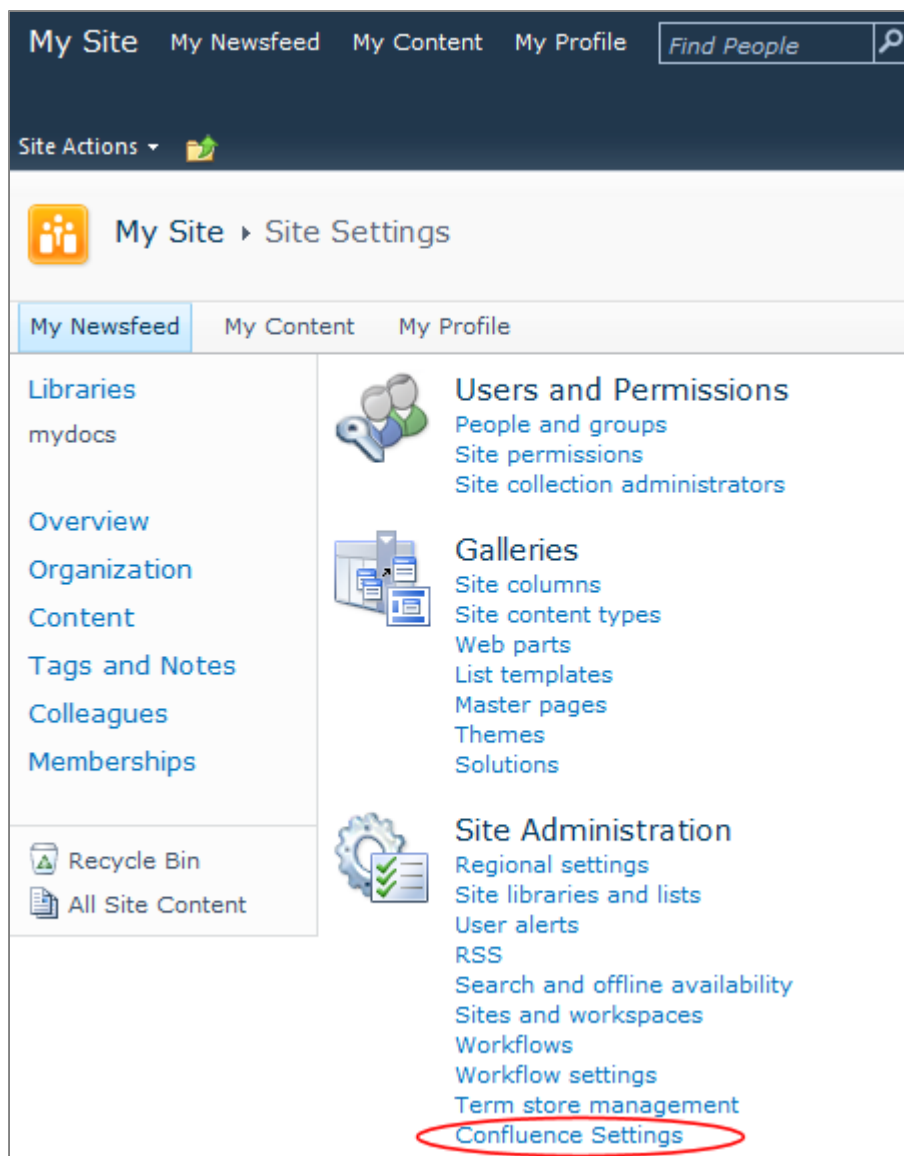 My Site My Newsfeed My Content My Profile Find People
Site Actions
My Site Site Settings
My Newsfeed My Content My Profile
Libraries
mydocs
Overview
Organization
Content
Tags and Notes
Colleagues
Memberships
Recycle Bin
All Site Content
Users and Permissions
People and groups
Site permissions
Site collection administrators
Galleries
Site columns
Site content types
Web parts
List templates
Master pages
Themes
Solutions
Site Administration
Regional settings
Site libraries and lists
User alerts
RSS
Search and offline availability
Sites and workspaces
Workflows
Workflow settings
Term store management
Confluence Settings